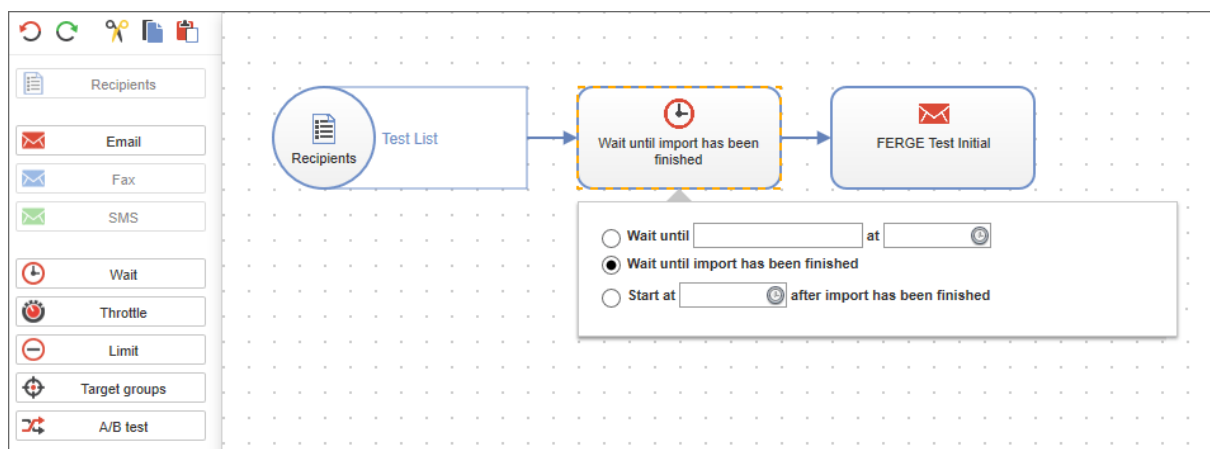 Recipients
Email
Fax
SMS
Wait
Throttle
Limit
Target groups
A/B test
Recipients
Test List
Wait until import has been
finished
FERGE Test Initial
Wait until at
Wait until import has been finished
Start at after import has been finished